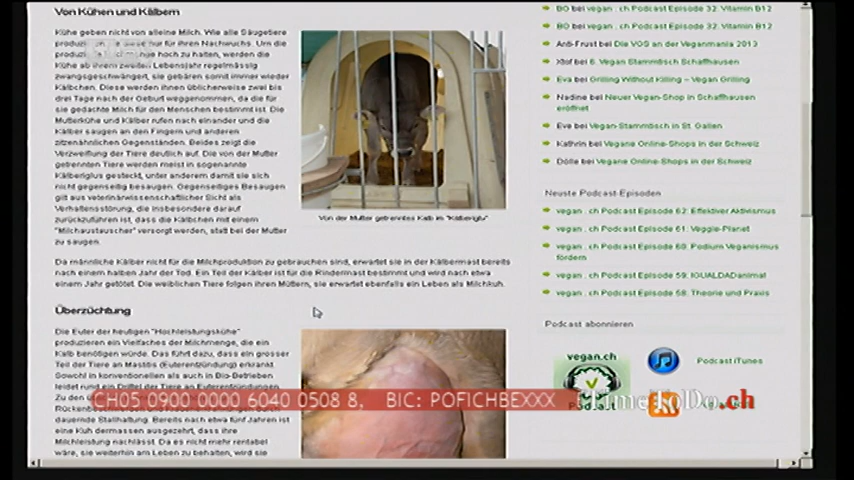 Von Kühen und Kälbern
Kühe geben nicht von alleine Milch. Wie alle Säugetiere
für ihren Nachwuchs. Um die
zu halten, werden die
Kühe ab ihrem zweiten Lebensjahr regelmässig
zwangsgeschwängert, sie gebären somit immer wieder
Kälbchen. Diese werden ihnen üblicherweise zwei bis
drei Tage nach der Geburt weggenommen, da die für
sie gedachte Milch für den Menschen bestimmt ist. Die
Mutterkühe und Kälber rufen nach einander und die
Kälber saugen an den Fingern und anderen
zitzenähnlichen Gegenständen. Beides zeigt die
Verzweiflung der Tiere deutlich auf. Die von der Mutter
getrennten Tiere werden meist in sogenannte
Kälberiglus gesteckt, unter anderem damit sie sich
nicht gegenseitig besaugen. Gegenseitiges Besaugen
gilt aus veterinärwissenschaftlicher Sicht als
Verhaltensstörung, die insbesondere darauf
zurückzuführen ist, dass die Kälbchen mit einem
"Milchaustauscher" versorgt werden, statt bei der Mutter
zu saugen.
Von der Mutter getrenntes Kalb im "Kälberiglu"
Da männliche Kälber nicht für die Milchproduktion zu gebrauchen sind, erwartet sie in der Kälbermast bereits
nach einem halben Jahr der Tod. Ein Teil der Kälber ist für die Rindermast bestimmt und wird nach etwa
einem Jahr getötet. Die weiblichen Tiere folgen ihren Müttern, sie erwartet ebenfalls ein Leben als Milchkuh.
Überzüchtung
Die Euter der heutigen "Hochleistungskühe"
produzieren ein Vielfaches der Milchmenge, die ein
Kalb benötigen würde. Das führt dazu, dass ein grosser
Teil der Tiere an Mastitis (Euterentzündung) erkrankt.
Sowohl in konventionellen als auch in Bio-Betrieben
leidet rund ein Drittel der Tiere an Euterentzündungen.
Zu den
dauernde Stallhaltung. Bereits nach etwa fünf Jahren ist
eine Kuh dermassen ausgezehrt, dass ihre
Milchleistung nachlässt. Da es nicht mehr rentabel
wäre, sie weiterhin am Leben zu behalten, wird sie
BO bei vegan.ch Podcast Episode 32: Vitamin B12
BO bei vegan.ch Podcast Episode 32: Vitamin B12
Anti-Frust bei Die VOS an der Veganmania 2013
Xtof bei 6. Vegan Stammtisch Schaffhausen
Eva bei Grilling Without Killing – Vegan Grilling
Nadine bei Neuer Vegan-Shop in Schaffhausen
eröffnet
Eve bei Vegan-Stammtisch in St. Gallen
Kathrin bei Vegane Online-Shops in der Schweiz
Dölle bei Vegane Online-Shops in der Schweiz
Neuste Podcast-Episoden
vegan.ch Podcast Episode 62: Effektiver Aktivismus
vegan.ch Podcast Episode 61: Veggie-Planet
vegan.ch Podcast Episode 60: Podium Veganismus
fördern
vegan.ch Podcast Episode 59: IGUALDADanimal
vegan.ch Podcast Episode 58: Theorie und Praxis
Podcast abonnieren
vegan.ch
Podcast
Podcast iTunes
CH05 0900 0000 6040 0508 8, BIC: POFICHBEXXX
TimeToDo.ch